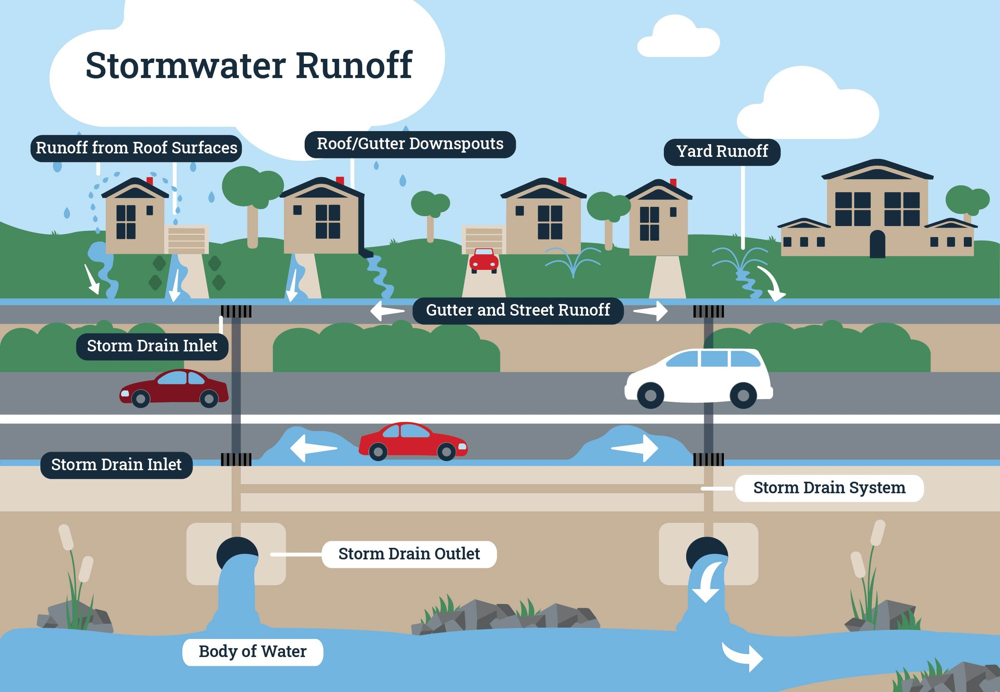 Stormwater Runoff
Runoff from Roof Surfaces
Roof/Gutter Downspouts
Yard Runoff
Gutter and Street Runoff
Storm Drain Inlet
Storm Drain Inlet
Storm Drain System
Storm Drain Outlet
Body of Water